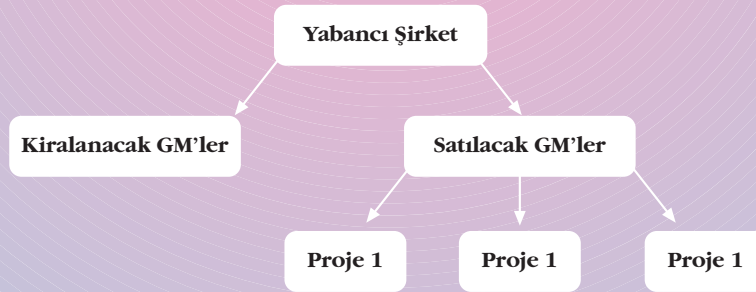 Yabancı Şirket
Kiralanacak GM’ler
Satılacak GM’ler
Proje 1
Proje 1
Proje 1